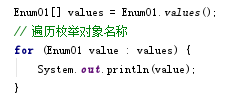 Enum01[] values = Enum01.values();
// 遍历枚举对象名称
for (Enum01 value : values) {
    System.out.println(value);
}